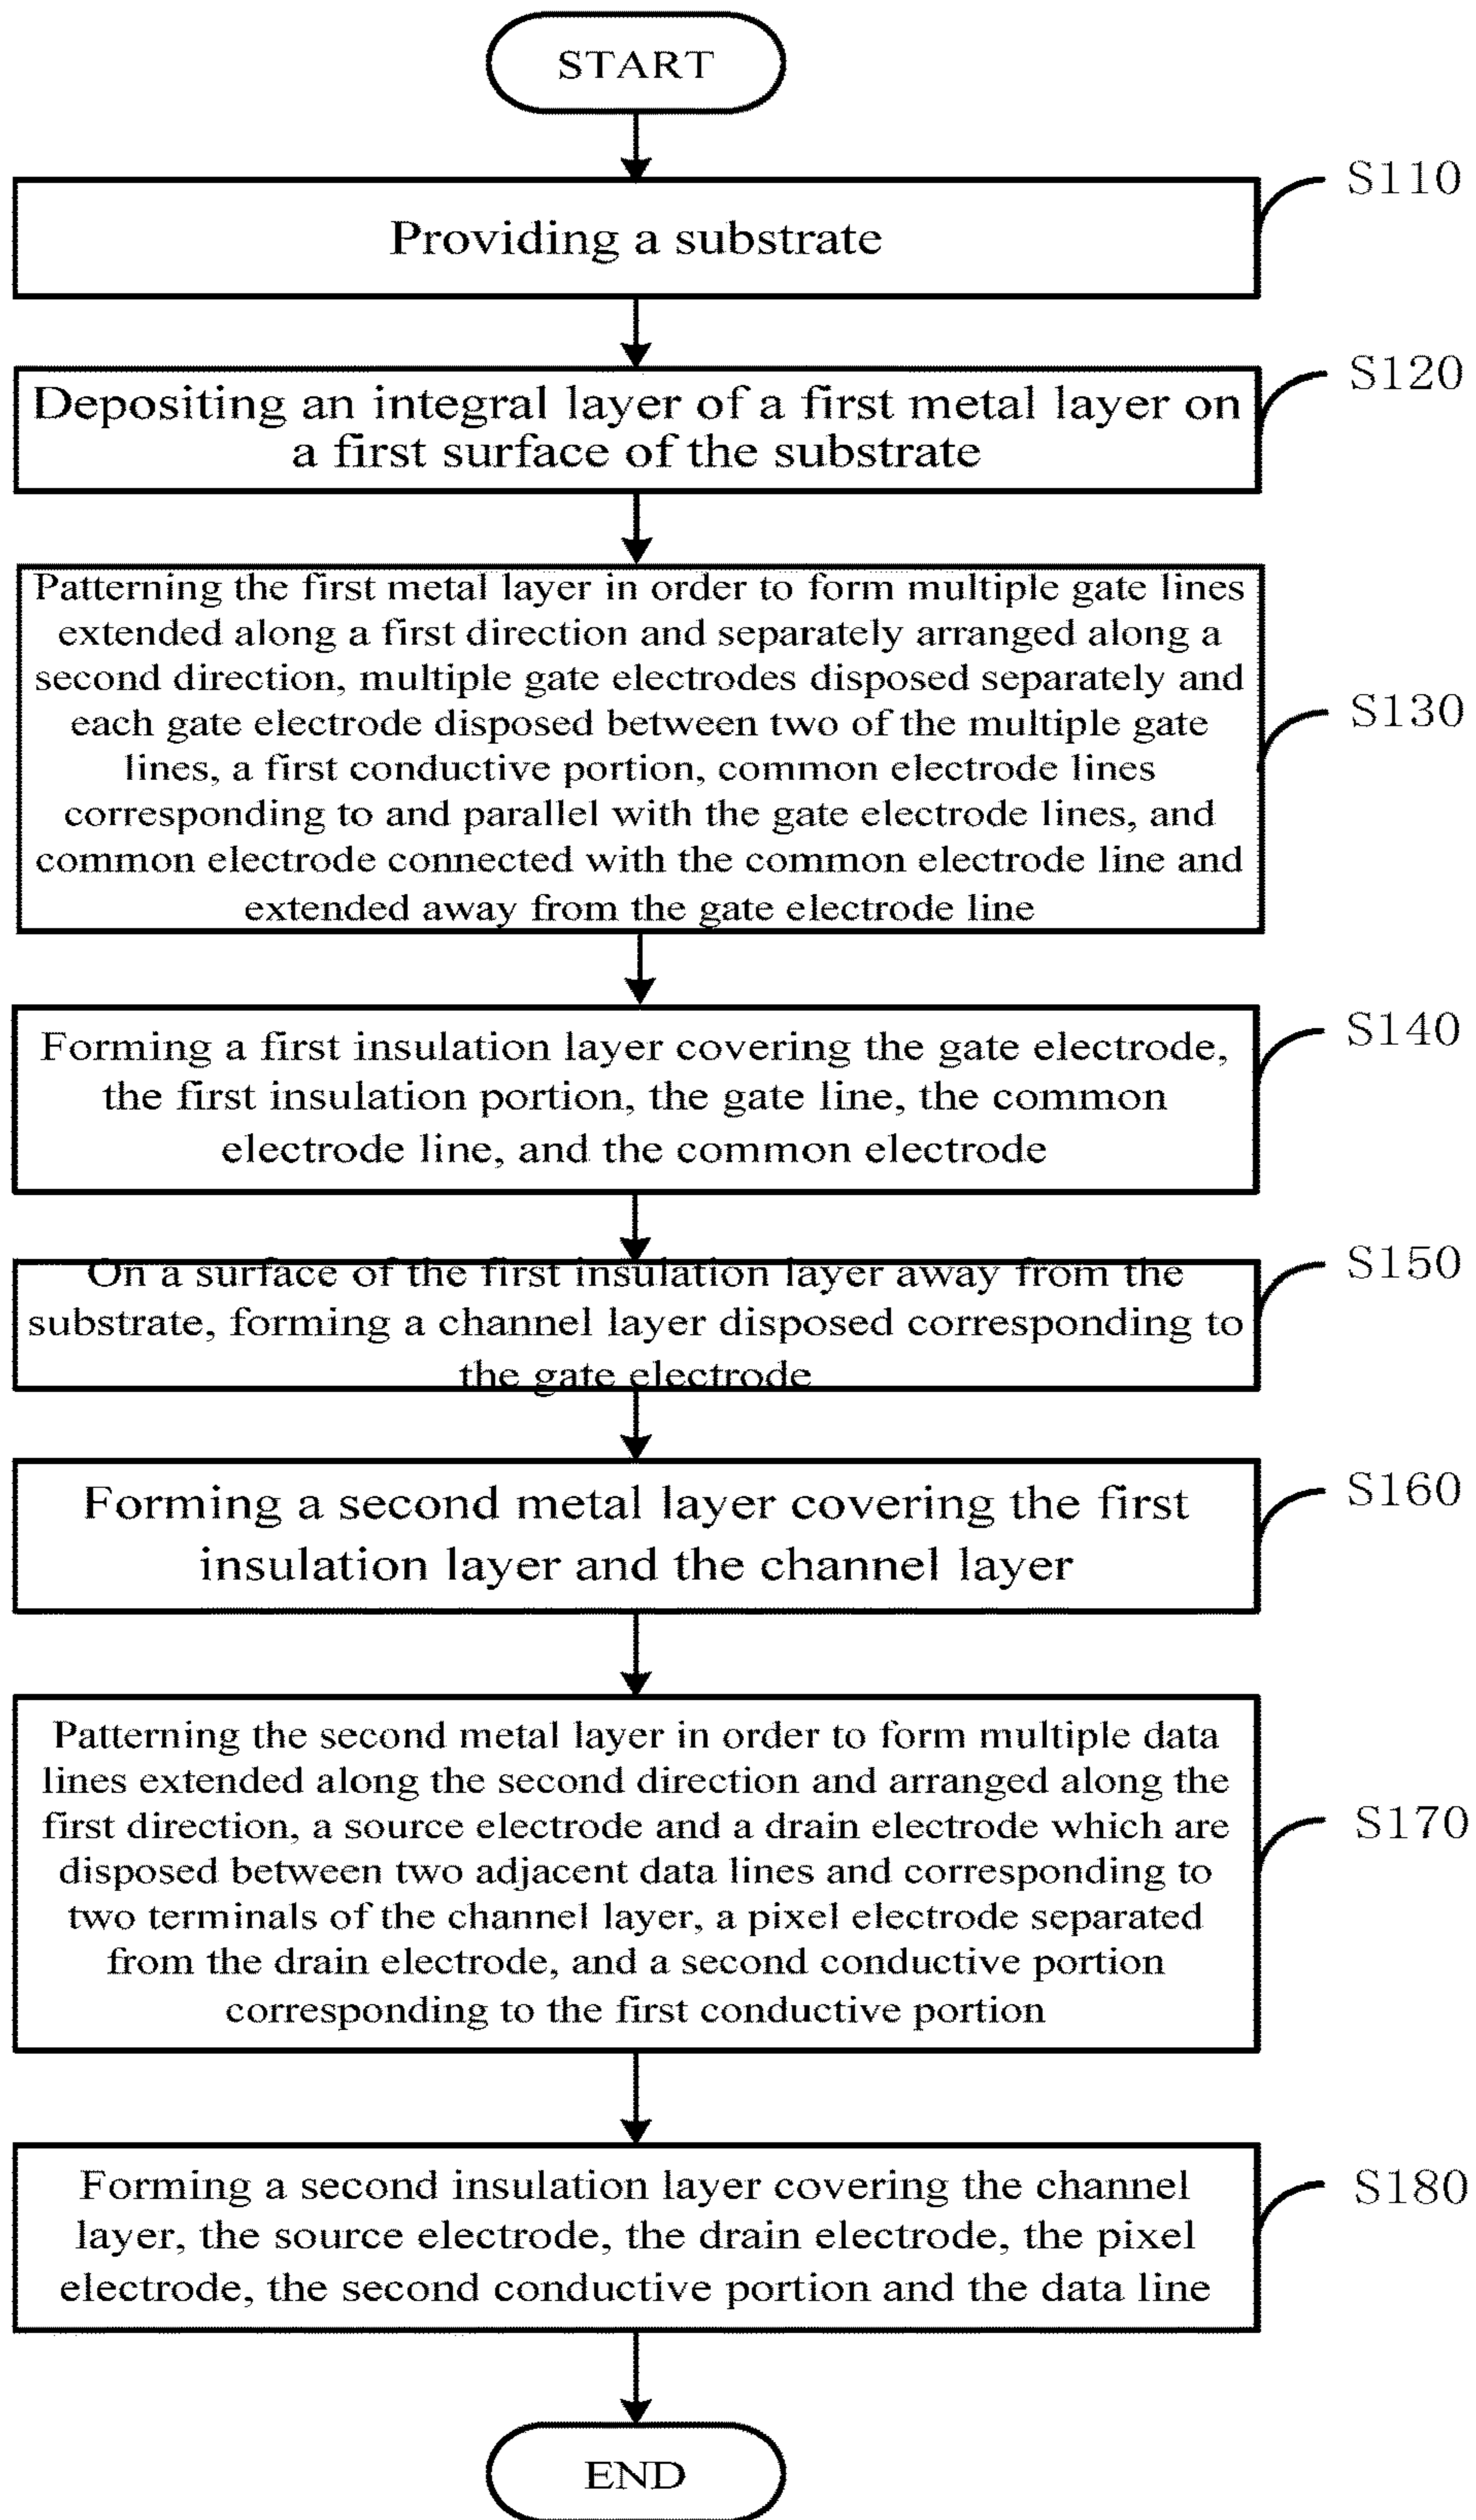 START
Providing a substrate
S110
Depositing an integral layer of a first metal layer on
a first surface of the substrate
S120
Patterning the first metal layer in order to form multiple gate lines
extended along a first direction and separately arranged along a
second direction, multiple gate electrodes disposed separately and
each gate electrode disposed between two of the multiple gate
lines, a first conductive portion, common electrode lines
corresponding to and parallel with the gate electrode lines, and
common electrode connected with the common electrode line and
extended away from the gate electrode line
S130
Forming a first insulation layer covering the gate electrode,
the first insulation portion, the gate line, the common
electrode line, and the common electrode
S140
On a surface of the first insulation layer away from the
substrate, forming a channel layer disposed corresponding to
the gate electrode
S150
Forming a second metal layer covering the first
insulation layer and the channel layer
S160
Patterning the second metal layer in order to form multiple data
lines extended along the second direction and arranged along the
first direction, a source electrode and a drain electrode which are
disposed between two adjacent data lines and corresponding to
two terminals of the channel layer, a pixel electrode separated
from the drain electrode, and a second conductive portion
corresponding to the first conductive portion
S170
Forming a second insulation layer covering the channel
layer, the source electrode, the drain electrode, the pixel
electrode, the second conductive portion and the data line
S180
END